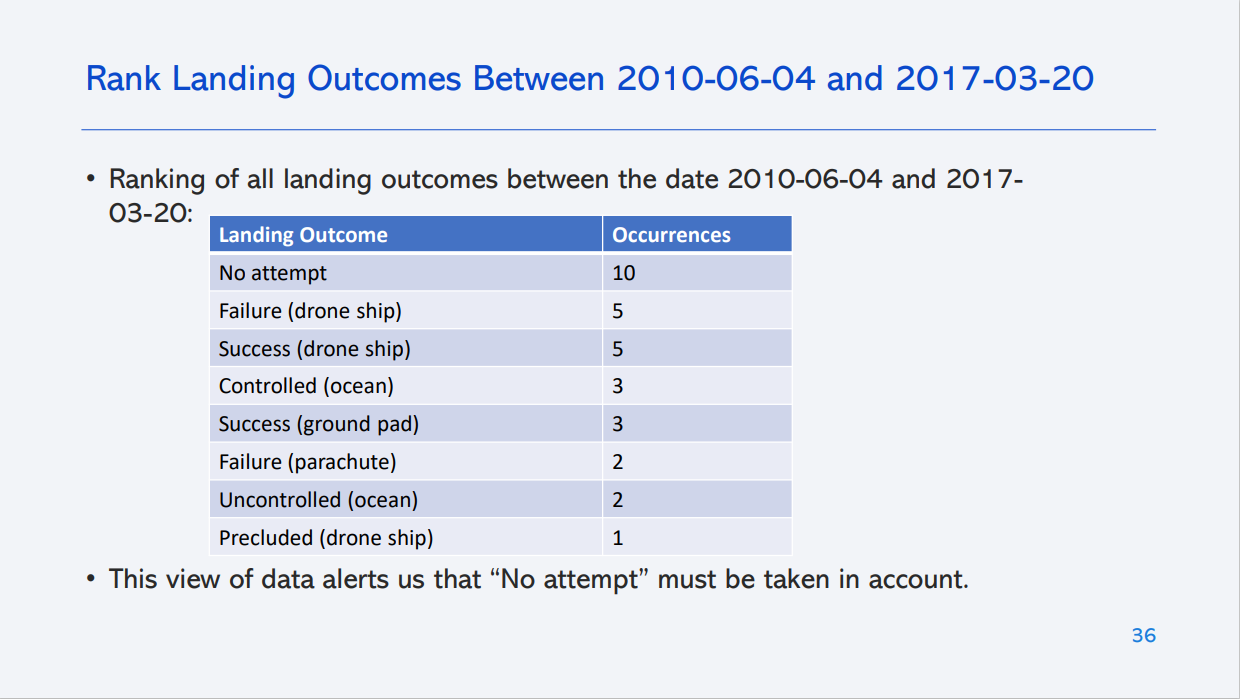 Rank Landing Outcomes Between 2010-06-04 and 2017-03-20
• Ranking of all landing outcomes between the date 2010-06-04 and 2017-
03-20:
Landing Outcome Occurrences
No attempt 10
Failure (drone ship) 5
Success (drone ship) 5
Controlled (ocean) 3
Success (ground pad) 3
Failure (parachute) 2
Uncontrolled (ocean) 2
Precluded (drone ship) 1
• This view of data alerts us that “No attempt” must be taken in account.
36